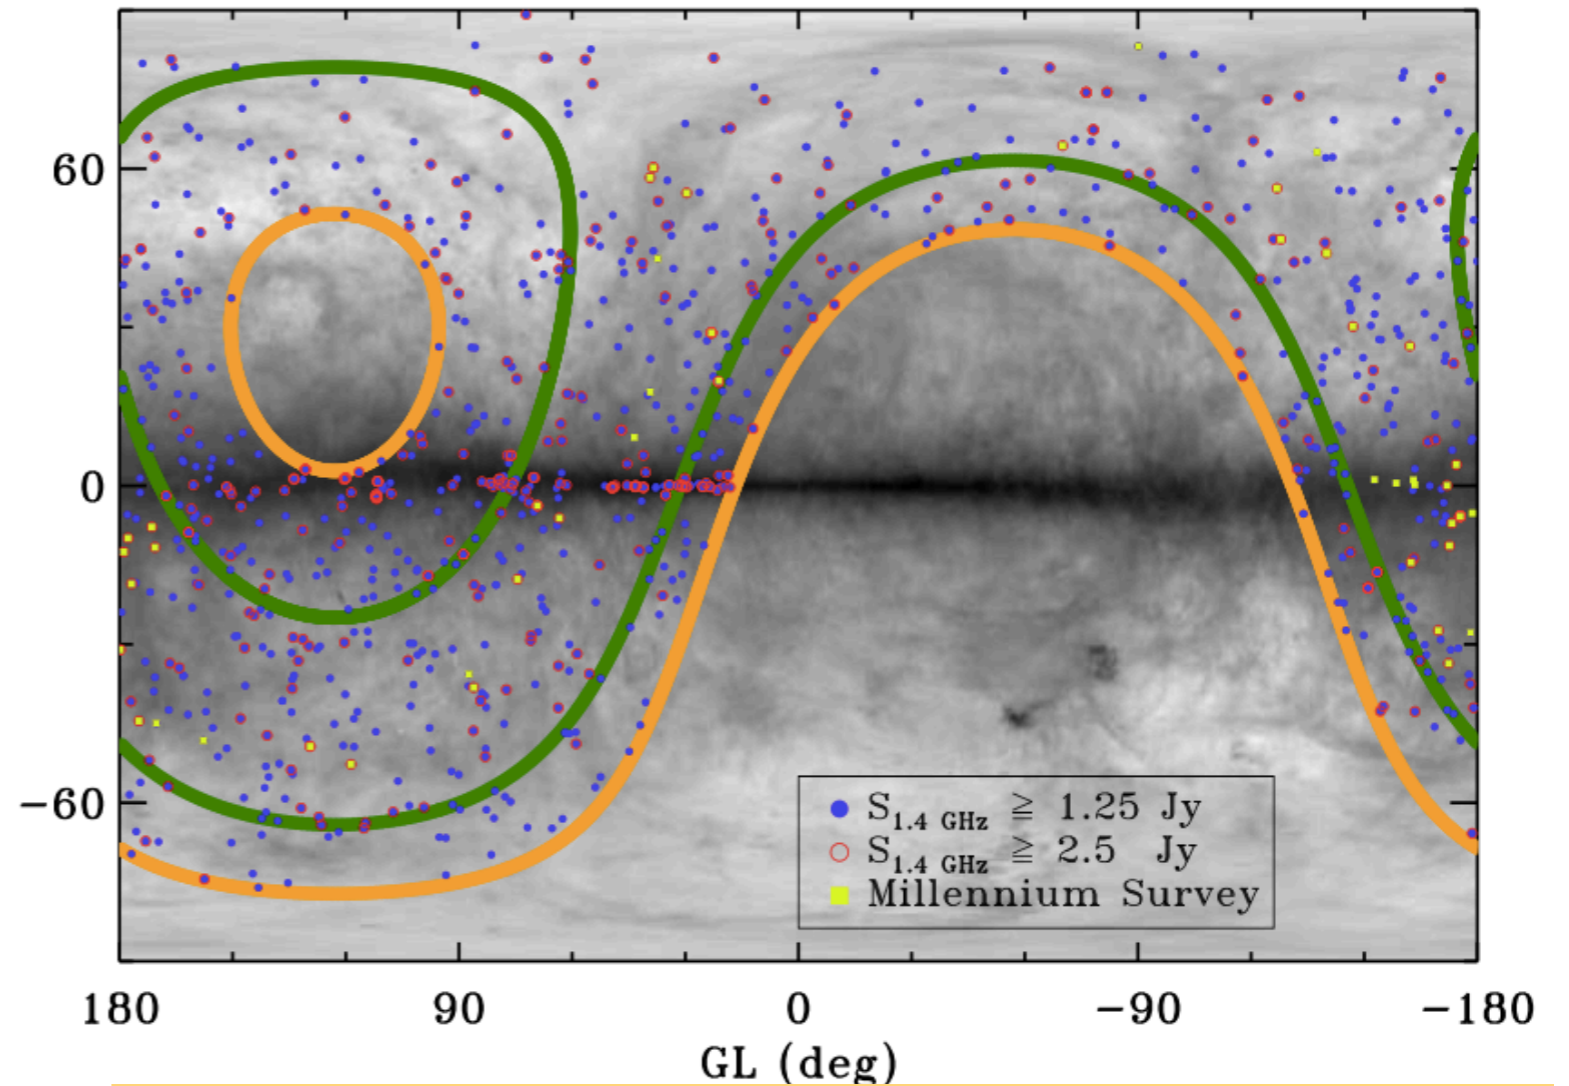 60
0
−60
S1.4 GHz ≧ 1.25 Jy
S1.4 GHz ≧ 2.5 Jy
Millennium Survey
180 90 0 −90 −180
GL (deg)